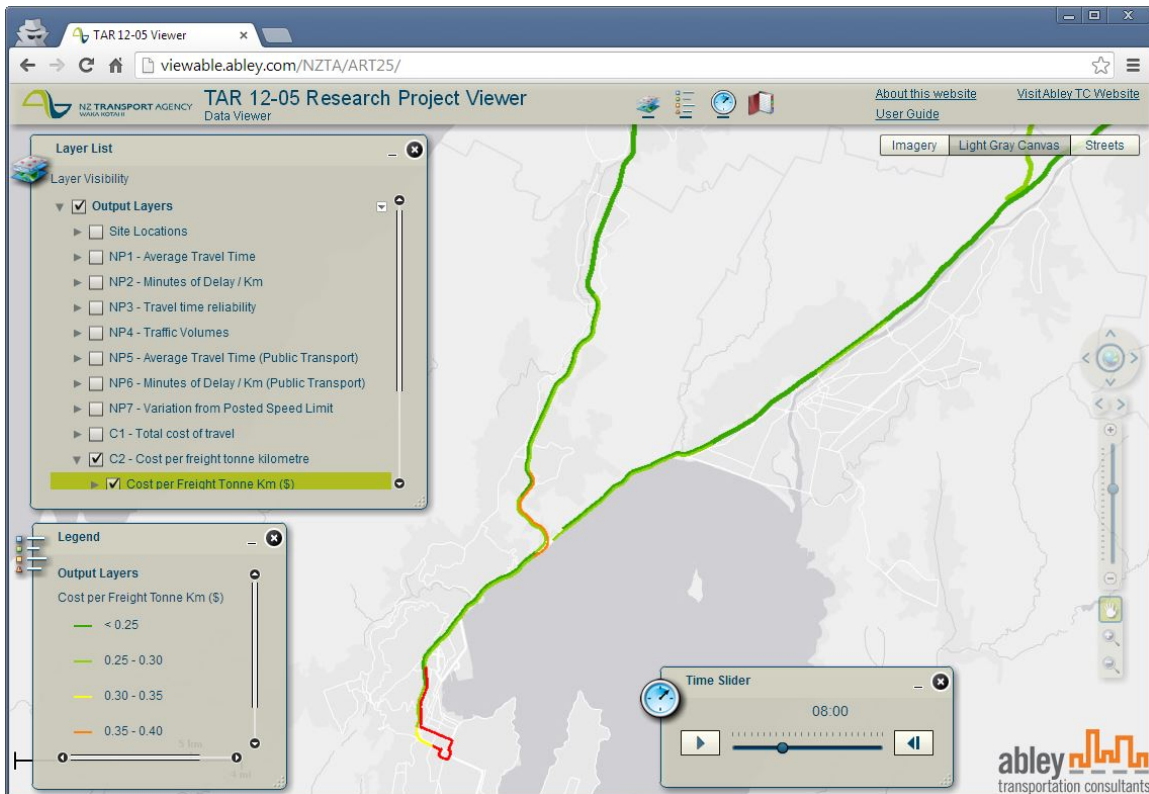 TAR 12-05 Viewer
viewable.abley.com/NZTA/ART25/
NZ TRANSPORT AGENCY
WAKA KOTAHI
TAR 12-05 Research Project Viewer
Data Viewer
About this website
Visit Abley TC Website
User Guide
Imagery
Light Gray Canvas
Streets
Layer List
Layer Visibility
Output Layers
Site Locations
NP1 - Average Travel Time
NP2 - Minutes of Delay / Km
NP3 - Travel time reliability
NP4 - Traffic Volumes
NP5 - Average Travel Time (Public Transport)
NP6 - Minutes of Delay / Km (Public Transport)
NP7 - Variation from Posted Speed Limit
C1 - Total cost of travel
C2 - Cost per freight tonne kilometre
Cost per Freight Tonne Km ($)
Legend
Output Layers
Cost per Freight Tonne Km ($)
< 0.25
0.25 - 0.30
0.30 - 0.35
0.35 - 0.40
Time Slider
08:00
abley
transportation consultants